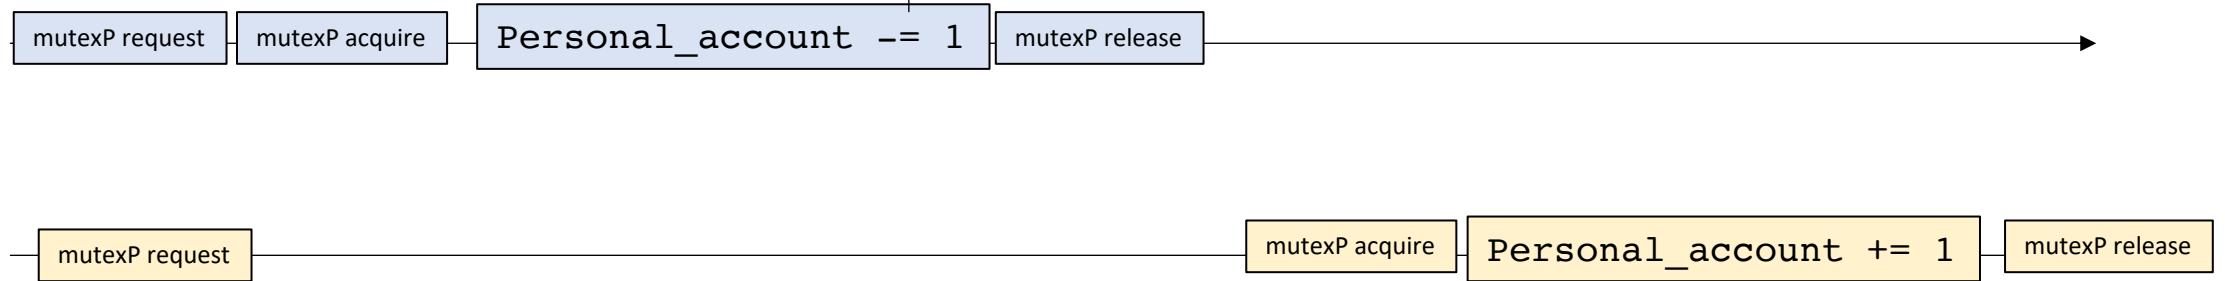 mutexP request
mutexP acquire
Personal_account -= 1
mutexP release
mutexP request
mutexP acquire
Personal_account += 1
mutexP release